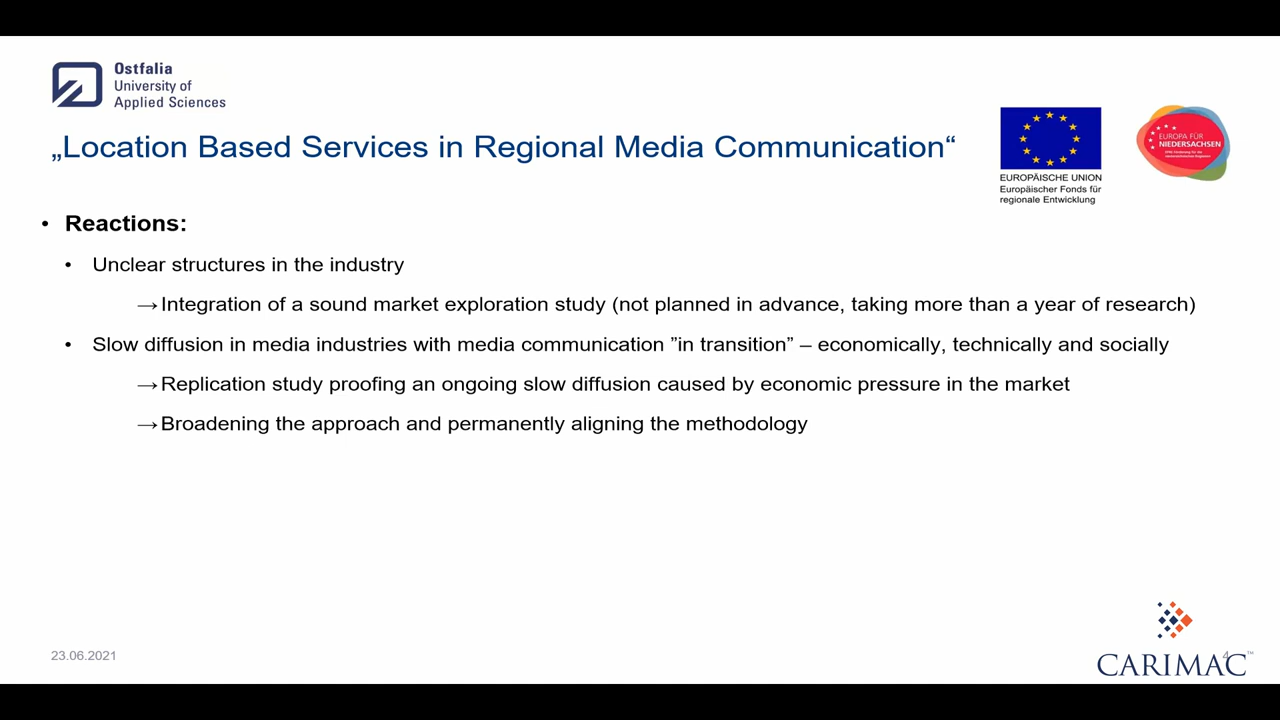 Ostfalia
University of
Applied Sciences
„Location Based Services in Regional Media Communication“
EUROPÄISCHE UNION
Europäischer Fonds für
regionale Entwicklung
EUROPA FÜR
NIEDERSACHSEN
• Reactions:
• Unclear structures in the industry
→Integration of a sound market exploration study (not planned in advance, taking more than a year of research)
• Slow diffusion in media industries with media communication ”in transition” – economically, technically and socially
→Replication study proofing an ongoing slow diffusion caused by economic pressure in the market
→Broadening the approach and permanently aligning the methodology
23.06.2021
4
CARIMAC™